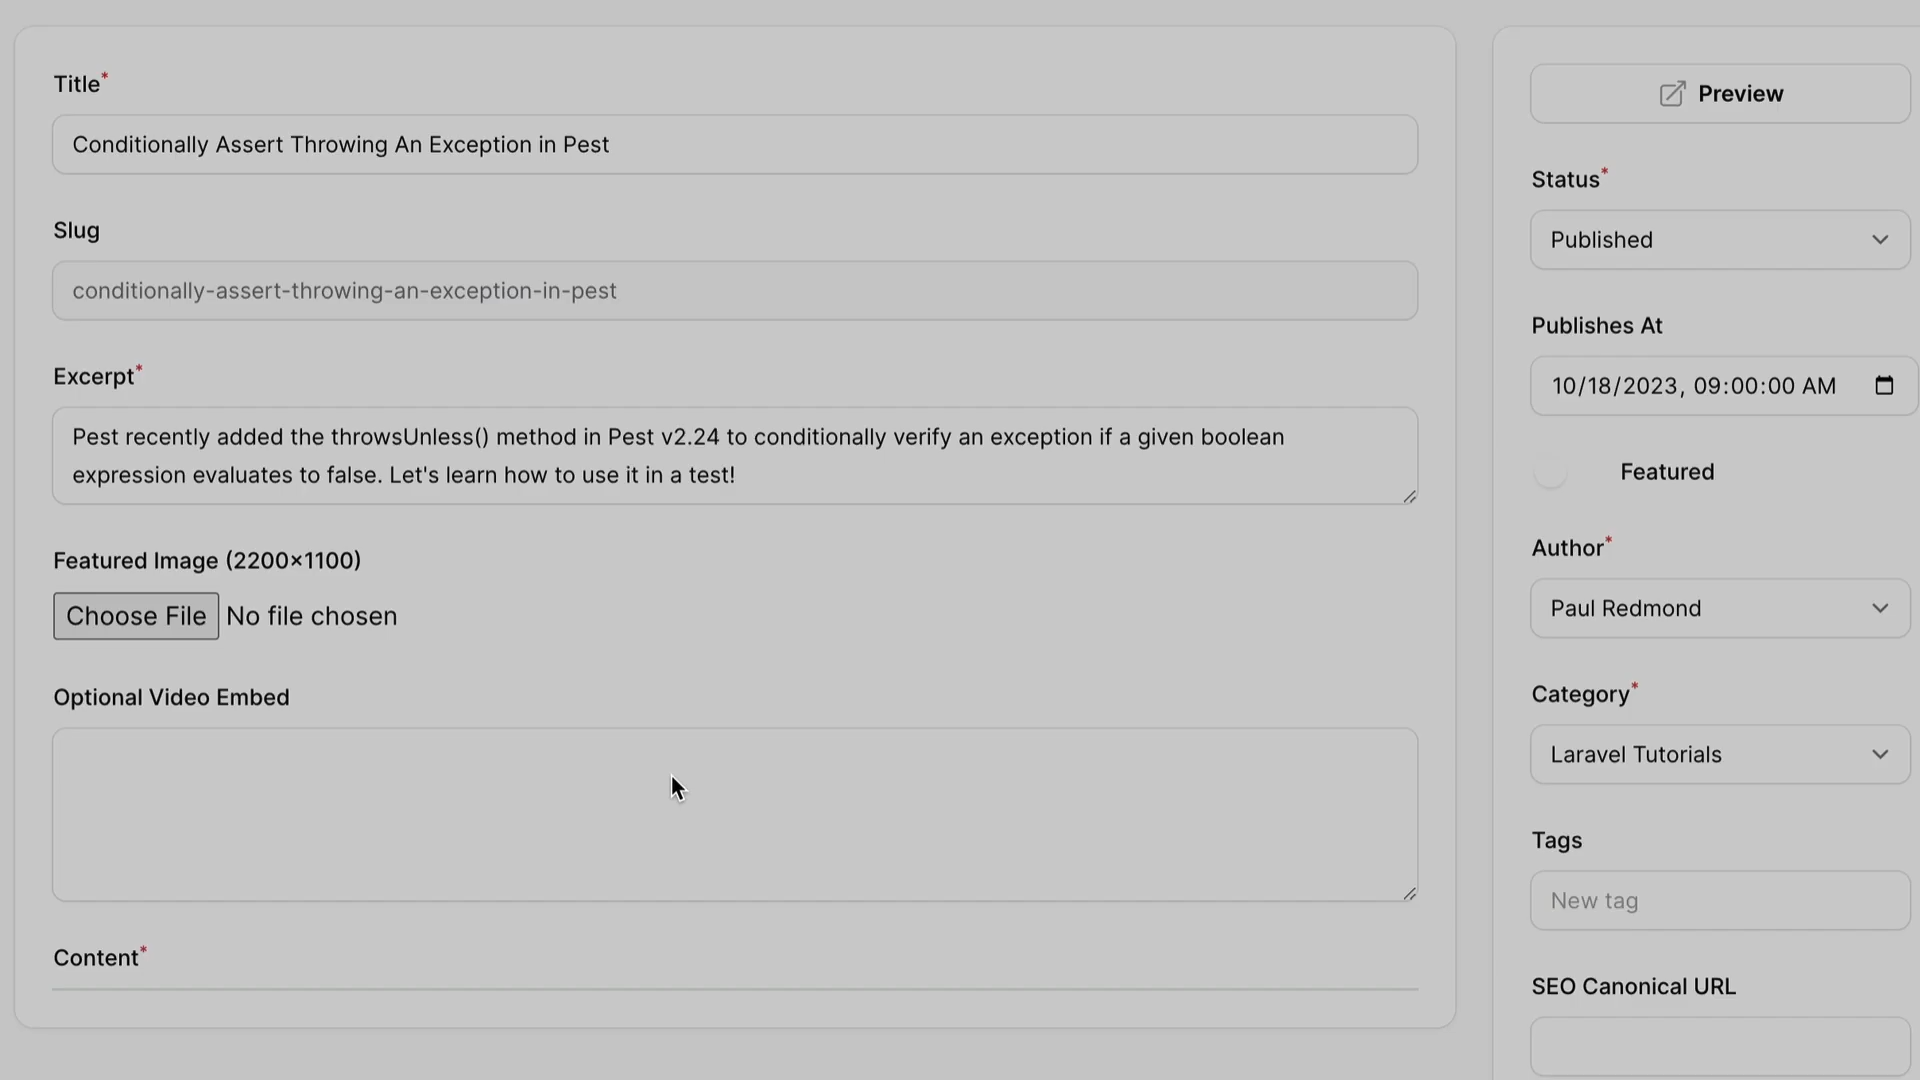 Title*
Conditionally Assert Throwing An Exception in Pest
Slug
conditionally-assert-throwing-an-exception-in-pest
Excerpt*
Pest recently added the throwsUnless() method in Pest v2.24 to conditionally verify an exception if a given boolean
expression evaluates to false. Let's learn how to use it in a test!
Featured Image (2200×1100)
Choose File No file chosen
Optional Video Embed
Content*
Preview
Status*
Published
Publishes At
10/18/2023, 09:00:00 AM
Featured
Author*
Paul Redmond
Category*
Laravel Tutorials
Tags
New tag
SEO Canonical URL